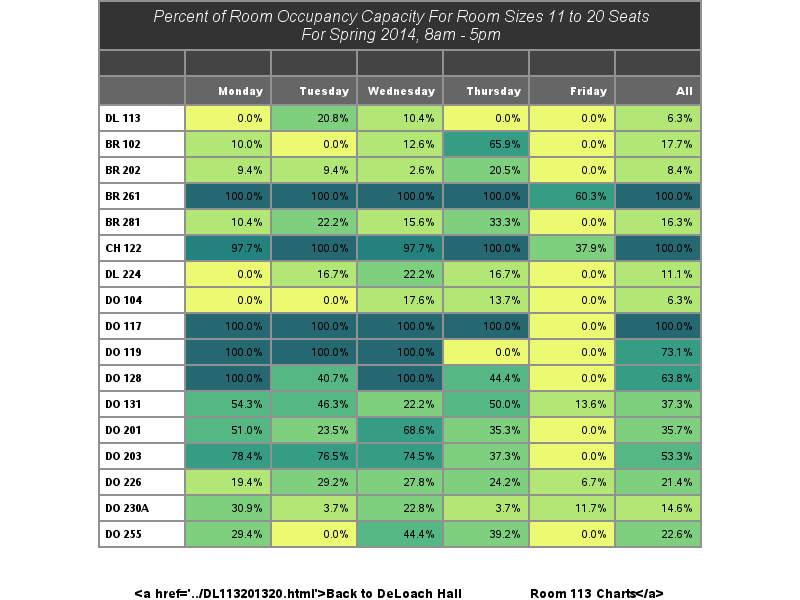 Percent of Room Occupancy Capacity For Room Sizes 11 to 20 Seats
For Spring 2014, 8am - 5pm
Monday Tuesday Wednesday Thursday Friday All
DL 113 0.0% 20.8% 10.4% 0.0% 0.0% 6.3%
BR 102 10.0% 0.0% 12.6% 65.9% 0.0% 17.7%
BR 202 9.4% 9.4% 2.6% 20.5% 0.0% 8.4%
BR 261 100.0% 100.0% 100.0% 100.0% 60.3% 100.0%
BR 281 10.4% 22.2% 15.6% 33.3% 0.0% 16.3%
CH 122 97.7% 100.0% 97.7% 100.0% 37.9% 100.0%
DL 224 0.0% 16.7% 22.2% 16.7% 0.0% 11.1%
DO 104 0.0% 0.0% 17.6% 13.7% 0.0% 6.3%
DO 117 100.0% 100.0% 100.0% 100.0% 0.0% 100.0%
DO 119 100.0% 100.0% 100.0% 0.0% 0.0% 73.1%
DO 128 100.0% 40.7% 100.0% 44.4% 0.0% 63.8%
DO 131 54.3% 46.3% 22.2% 50.0% 13.6% 37.3%
DO 201 51.0% 23.5% 68.6% 35.3% 0.0% 35.7%
DO 203 78.4% 76.5% 74.5% 37.3% 0.0% 53.3%
DO 226 19.4% 29.2% 27.8% 24.2% 6.7% 21.4%
DO 230A 30.9% 3.7% 22.8% 3.7% 11.7% 14.6%
DO 255 29.4% 0.0% 44.4% 39.2% 0.0% 22.6%
<a href='../DL113201320.html'>Back to DeLoach Hall Room 113 Charts</a>